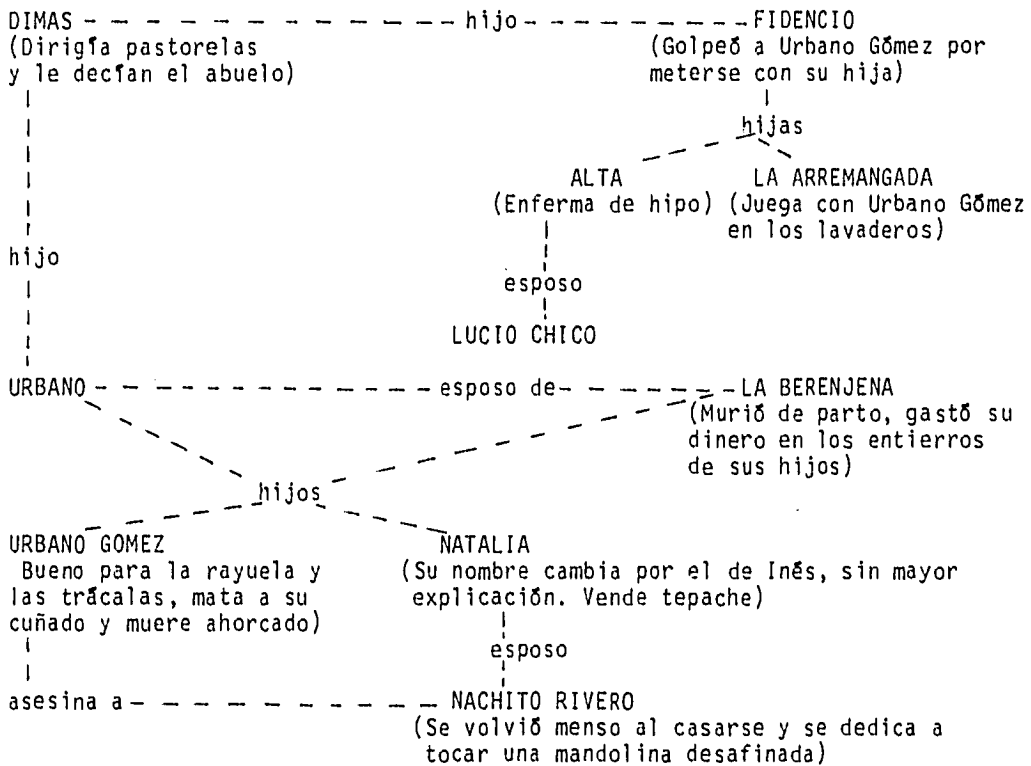 DIMAS - - - - - - - - - - hijo - - - - - - - - FIDENCIO
(Dirigía pastorelas (Golpeó a Urbano Gómez por
y le decían el abuelo) meterse con su hija)
hijas
ALTA LA ARREMANGADA
(Enferma de hipo) (Juega con Urbano Gómez
en los lavaderos)
hijo
esposo
LUCIO CHICO
URBANO - - - - - - - - - - esposo de - - - - - - LA BERENJENA
(Murió de parto, gastó su
dinero en los entierros
de sus hijos)
hijos
URBANO GOMEZ NATALIA
Bueno para la rayuela y (Su nombre cambia por el de Inés, sin mayor
las trácalas, mata a su explicación. Vende tepache)
cuñado y muere ahorcado)
esposo
asesina a - - - - - - - - - NACHITO RIVERO
(Se volvió menso al casarse y se dedica a
tocar una mandolina desafinada)